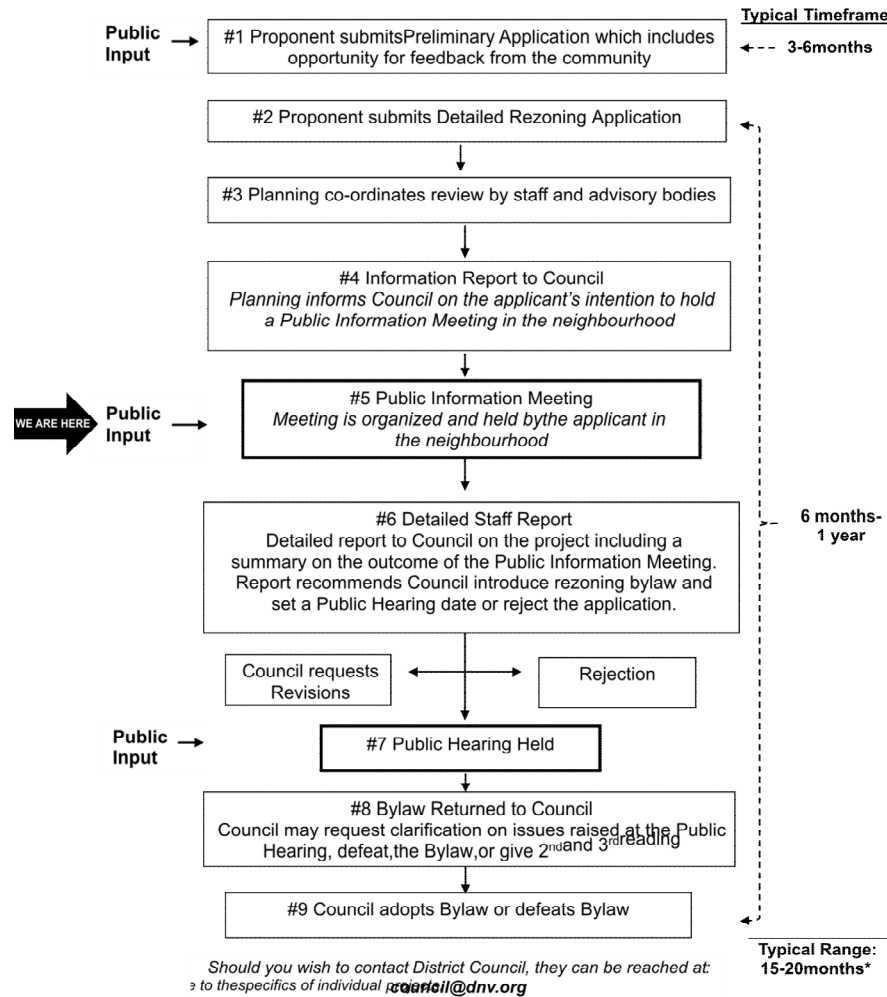 Typical Timeframe
Public
Input
#1 Proponent submitsPreliminary Application which includes
opportunity for feedback from the community
3-6months
#2 Proponent submits Detailed Rezoning Application
#3 Planning co-ordinates review by staff and advisory bodies
#4 Information Report to Council
Planning informs Council on the applicant's intention to hold
a Public Information Meeting in the neighbourhood
WE ARE HERE
Public
Input
#5 Public Information Meeting
Meeting is organized and held bythe applicant in
the neighbourhood
#6 Detailed Staff Report
Detailed report to Council on the project including a
summary on the outcome of the Public Information Meeting.
Report recommends Council introduce rezoning bylaw and
set a Public Hearing date or reject the application.
6 months-
1 year
Council requests
Revisions
Rejection
Public
Input
#7 Public Hearing Held
#8 Bylaw Returned to Council
Council may request clarification on issues raised at the Public
Hearing, defeat,the Bylaw,or give 2nd and 3rd reading
#9 Council adopts Bylaw or defeats Bylaw
Typical Range:
15-20months*
Should you wish to contact District Council, they can be reached at:
e to thespecifics of individual projects.
council@dnv.org